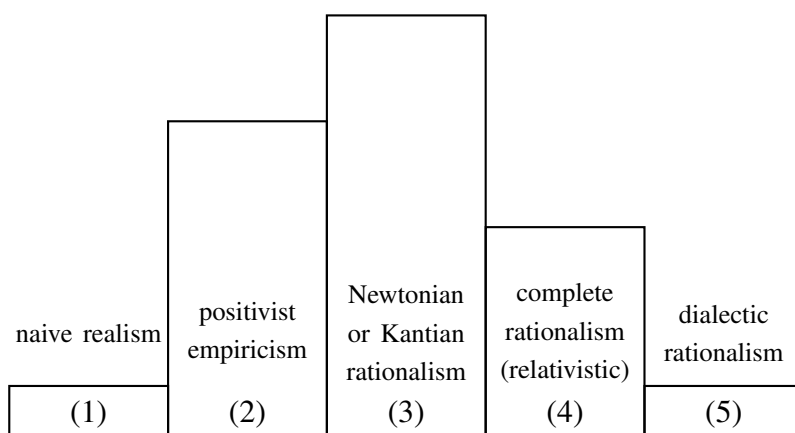 naive realism
positivist
empiricism
Newtonian
or Kantian
rationalism
complete
rationalism
(relativistic)
dialectic
rationalism
(1)
(2)
(3)
(4)
(5)